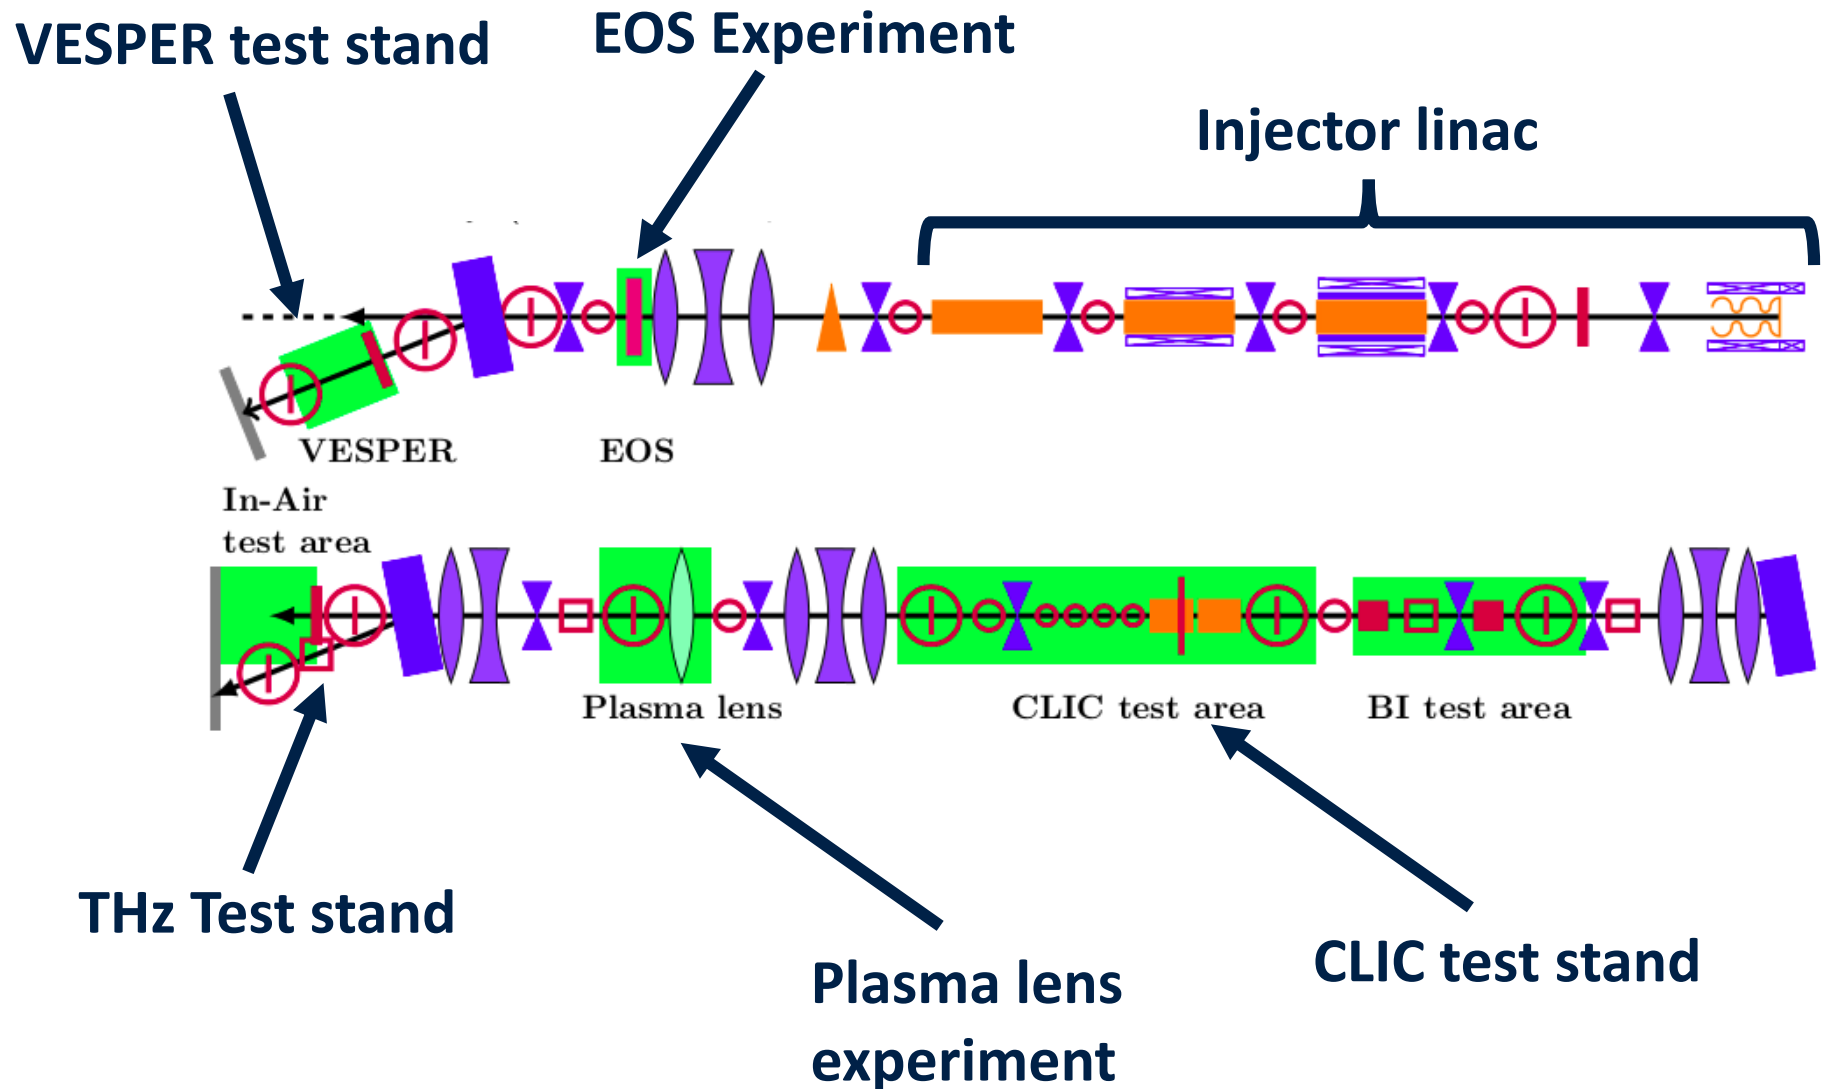 VESPER test stand
EOS Experiment
Injector linac
VESPER
EOS
In-Air
test area
Plasma lens
CLIC test area
BI test area
THz Test stand
Plasma lens
experiment
CLIC test stand